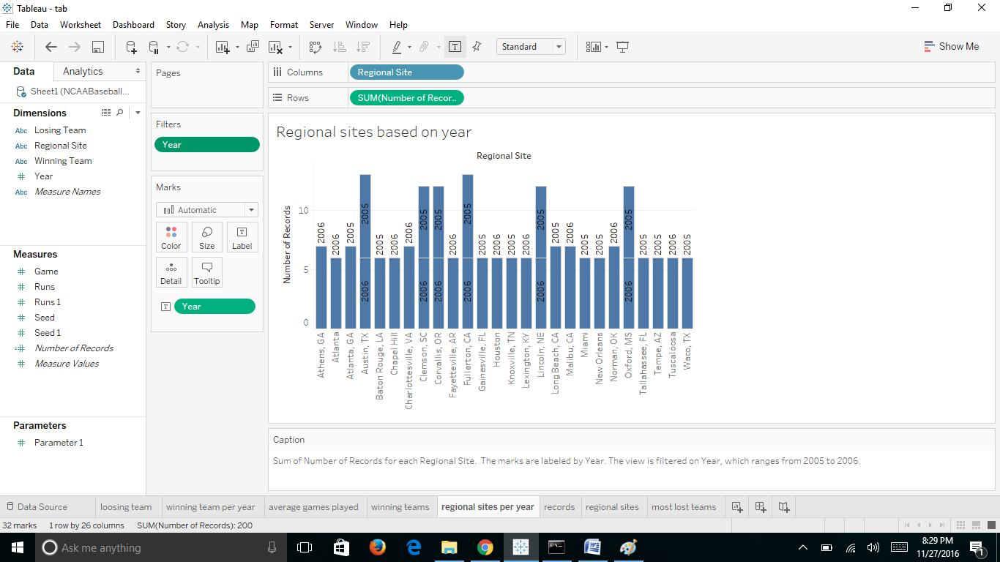 Tableau - tab
File Data Worksheet Dashboard Story Analysis Map Format Server Window Help
Standard
Show Me
Data Analytics
Sheet1 (NCAABaseball...
Dimensions
Abc Losing Team
Abc Regional Site
Abc Winning Team
# Year
Abc Measure Names
Measures
# Game
# Runs
# Runs 1
# Seed
# Seed 1
=# Number of Records
# Measure Values
Parameters
# Parameter 1
Pages
Filters
Year
Marks
Automatic
Color Size Label
Detail Tooltip
Year
Columns Regional Site
Rows SUM(Number of Recor..
Regional sites based on year
Regional Site
Number of Records
10
5
0
2006 2006 2005 2005 2005 2006 2006 2005 2005 2006 2005 2005 2006 2005 2006 2005 2005 2006 2005 2005 2006 2005 2005 2005 2006 2005
2006 2006 2006 2006 2006 2006
Athens, GA
Atlanta
Atlanta, GA
Austin, TX
Baton Rouge, LA
Chapel Hill
Charlottesville, VA
Clemson, SC
Corvallis, OR
Fayetteville, AR
Fullerton, CA
Gainesville, FL
Houston
Knoxville, TN
Lexington, KY
Lincoln, NE
Long Beach, CA
Malibu, CA
Miami
New Orleans
Norman, OK
Oxford, MS
Tallahassee, FL
Tempe, AZ
Tuscaloosa
Waco, TX
Caption
Sum of Number of Records for each Regional Site. The marks are labeled by Year. The view is filtered on Year, which ranges from 2005 to 2006.
Data Source loosing team winning team per year average games played winning teams regional sites per year records regional sites most lost teams
32 marks 1 row by 26 columns SUM(Number of Records): 200
Ask me anything
8:29 PM
11/27/2016
1